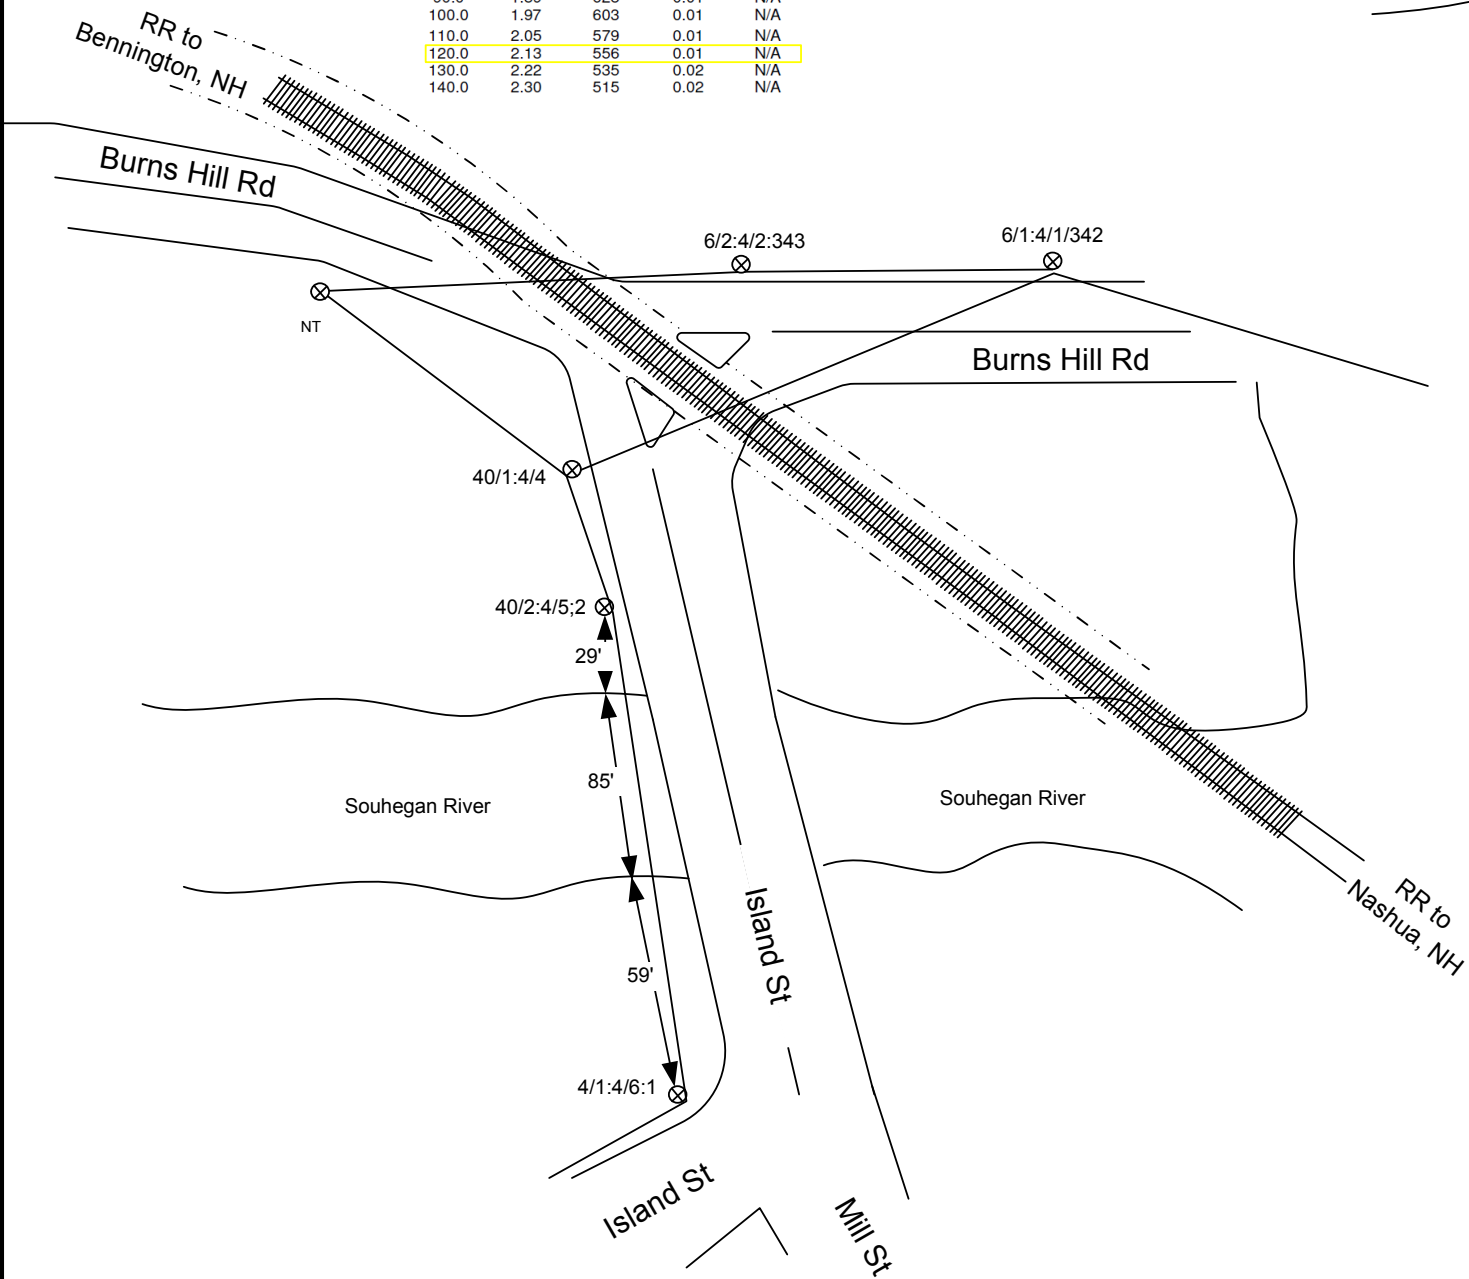 100.0 1.97 603 0.01 N/A
110.0 2.05 579 0.01 N/A
120.0 2.13 556 0.01 N/A
130.0 2.22 535 0.02 N/A
140.0 2.30 515 0.02 N/A
RR to
Bennington, NH
Burns Hill Rd
6/2:4/2:343
6/1:4/1/342
NT
Burns Hill Rd
40/1:4/4
40/2:4/5;2
29'
85'
Souhegan River
Souhegan River
RR to
Nashua, NH
Island St
59'
4/1:4/6:1
Island St
Mill St